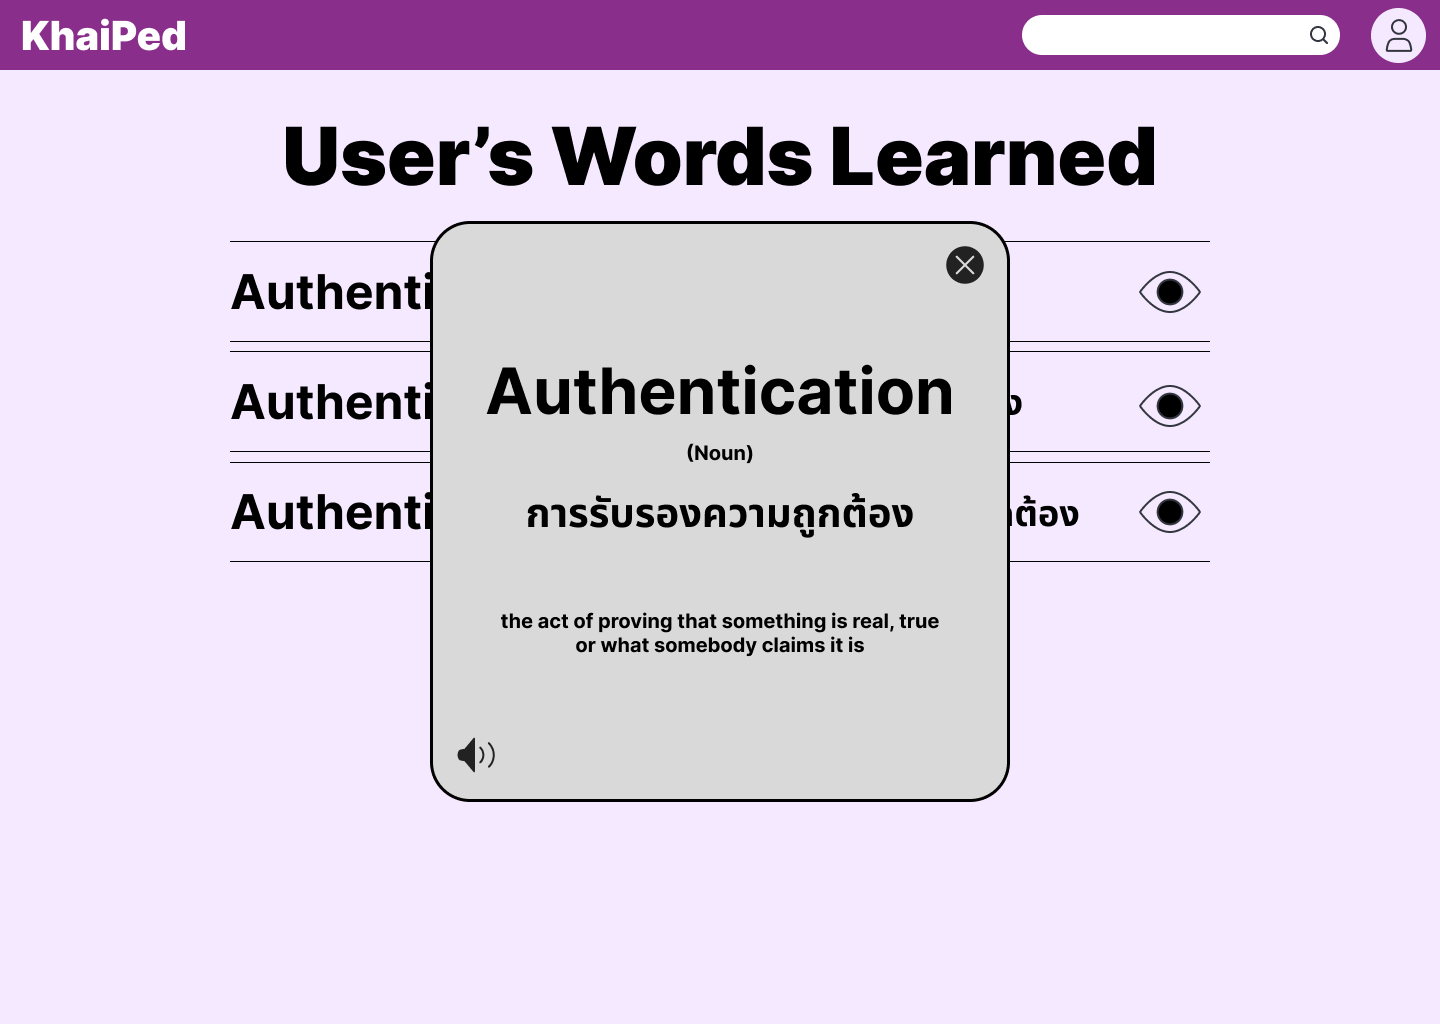 KhaiPed
User’s Words Learned
Authenti
Authentication
Authenti
(Noun)
Authenti
การรับรองความถูกต้อง
ต้อง
the act of proving that something is real, true
or what somebody claims it is